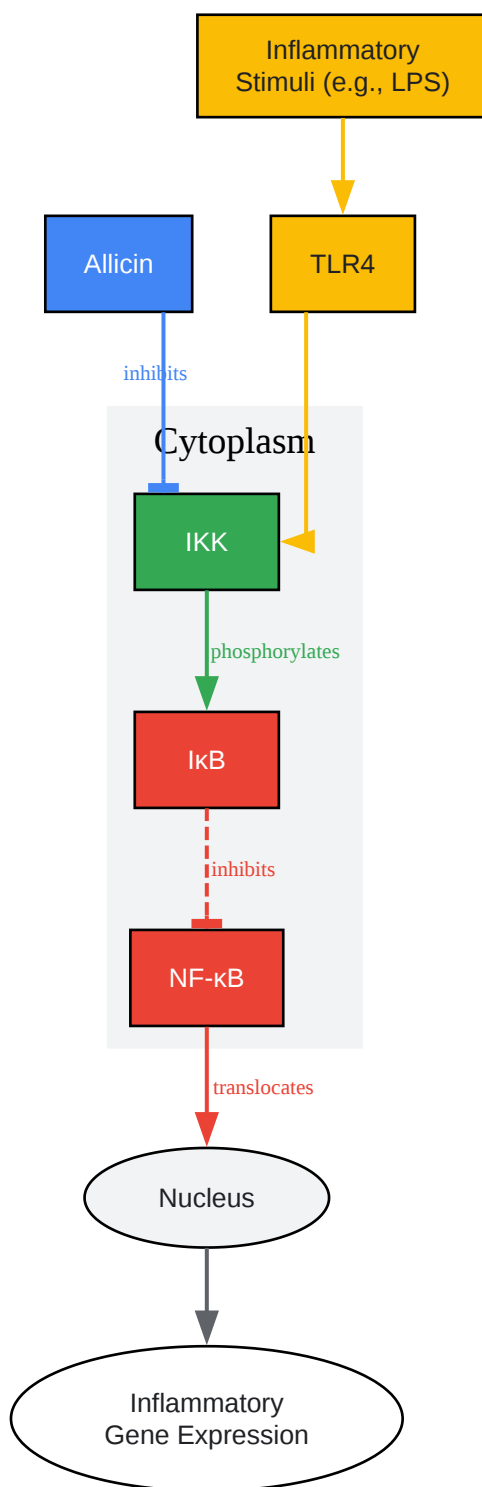 Inflammatory
Stimuli (e.g., LPS)
Allicin
TLR4
inhibits
Cytoplasm
IKK
phosphorylates
IκB
inhibits
NF-κB
translocates
Nucleus
Inflammatory
Gene Expression